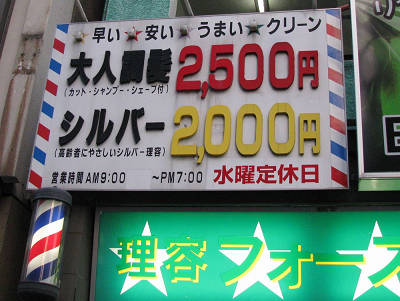 早い★安い★うまい★クリーン
大人調髪 2,500円
(カット・シャンプー・シェーブ付)
シルバー 2,000円
(高齢者にやさしいシルバー理容)
営業時間AM9:00 ～PM7:00 水曜定休日
理容フォース